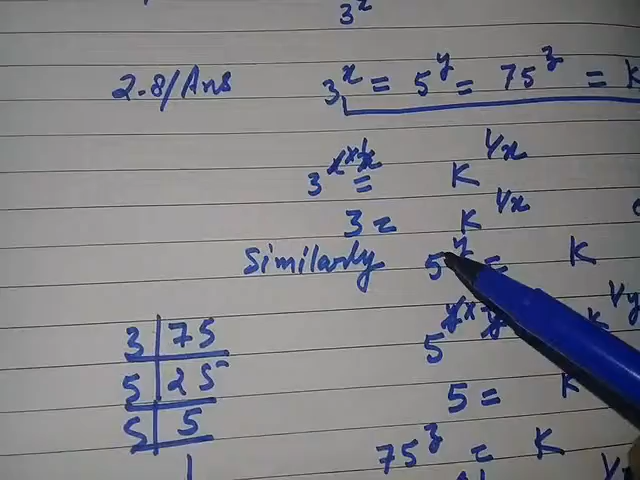 3^x
2.8/Ans 3^x = 5^y = 75^z = K
3^{x×1/x} = K^{1/x}
3 = K^{1/x}
Similarly 5^y = K
5^{y×1/y} K^{1/y}
5 = K
75^z = K
3 | 75
5 | 25
5 | 5
1